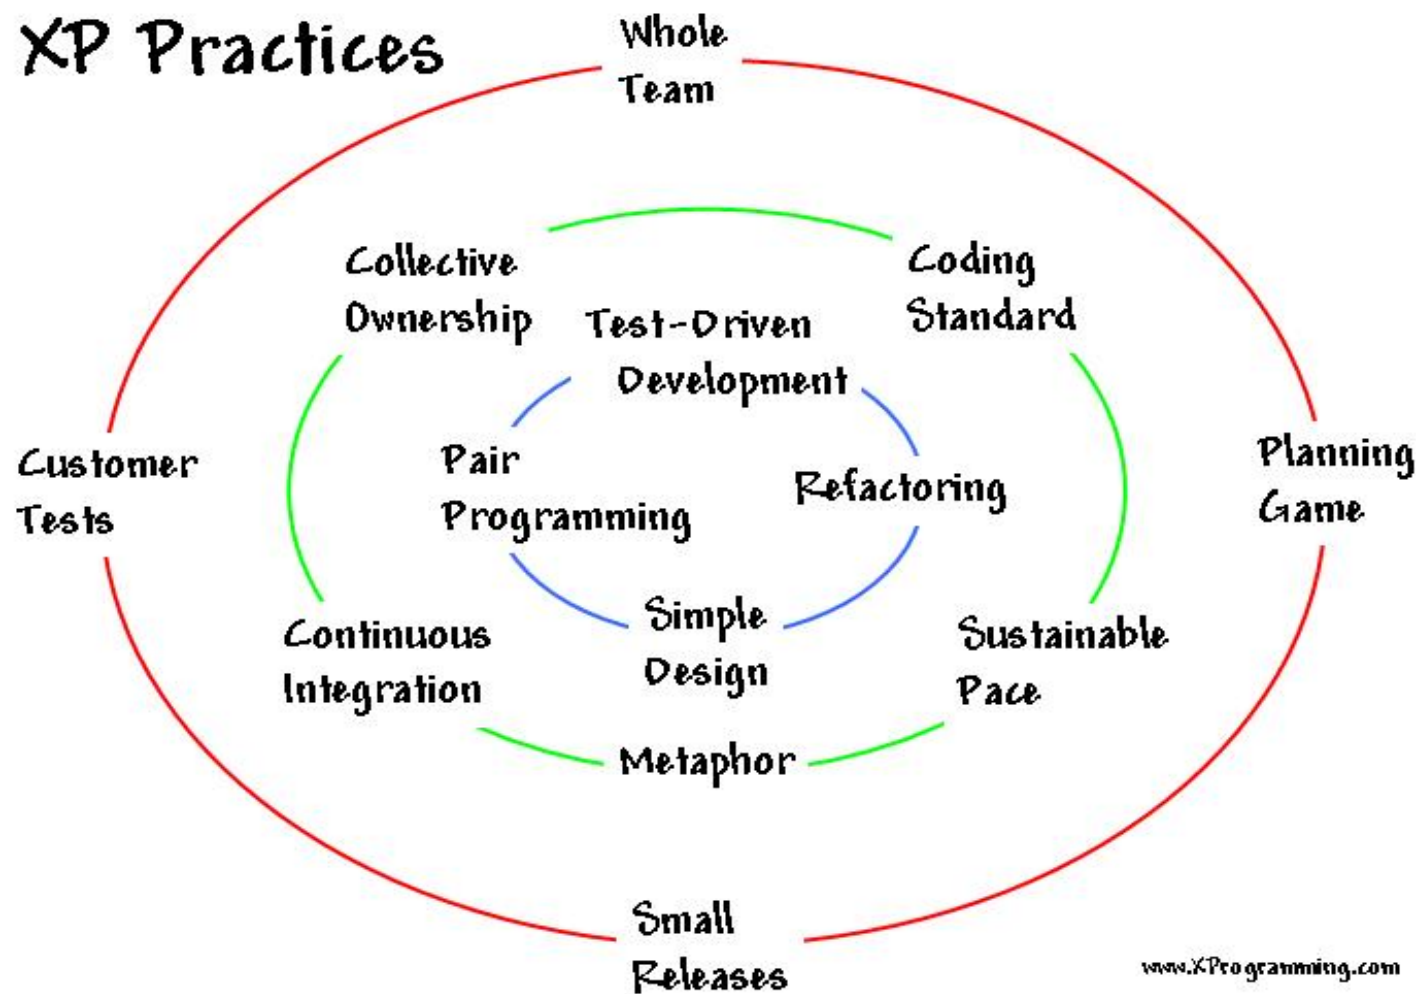 XP Practices
Whole
Team
Collective
Ownership
Coding
Standard
Test-Driven
Development
Customer
Tests
Pair
Programming
Refactoring
Planning
Game
Continuous
Integration
Simple
Design
Sustainable
Pace
Metaphor
Small
Releases
www.XProgramming.com